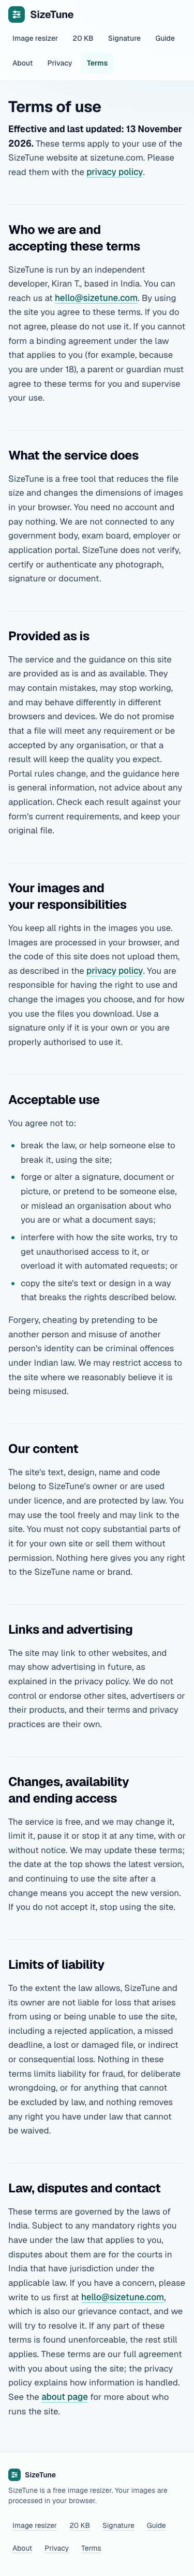 SizeTune
Image resizer 20 KB Signature Guide
About Privacy Terms
Terms of use
Effective and last updated: 13 November
2026. These terms apply to your use of the
SizeTune website at sizetune.com. Please
read them with the privacy policy.
Who we are and
accepting these terms
SizeTune is run by an independent
developer, Kiran T., based in India. You can
reach us at hello@sizetune.com. By using
the site you agree to these terms. If you do
not agree, please do not use it. If you cannot
form a binding agreement under the law
that applies to you (for example, because
you are under 18), a parent or guardian must
agree to these terms for you and supervise
your use.
What the service does
SizeTune is a free tool that reduces the file
size and changes the dimensions of images
in your browser. You need no account and
pay nothing. We are not connected to any
government body, exam board, employer or
application portal. SizeTune does not verify,
certify or authenticate any photograph,
signature or document.
Provided as is
The service and the guidance on this site
are provided as is and as available. They
may contain mistakes, may stop working,
and may behave differently in different
browsers and devices. We do not promise
that a file will meet any requirement or be
accepted by any organisation, or that a
result will keep the quality you expect.
Portal rules change, and the guidance here
is general information, not advice about any
application. Check each result against your
form's current requirements, and keep your
original file.
Your images and
your responsibilities
You keep all rights in the images you use.
Images are processed in your browser, and
the code of this site does not upload them,
as described in the privacy policy. You are
responsible for having the right to use and
change the images you choose, and for how
you use the files you download. Use a
signature only if it is your own or you are
properly authorised to use it.
Acceptable use
You agree not to:
break the law, or help someone else to
break it, using the site;
forge or alter a signature, document or
picture, or pretend to be someone else,
or mislead an organisation about who
you are or what a document says;
interfere with how the site works, try to
get unauthorised access to it, or
overload it with automated requests; or
copy the site's text or design in a way
that breaks the rights described below.
Forgery, cheating by pretending to be
another person and misuse of another
person's identity can be criminal offences
under Indian law. We may restrict access to
the site where we reasonably believe it is
being misused.
Our content
The site's text, design, name and code
belong to SizeTune's owner or are used
under licence, and are protected by law. You
may use the tool freely and may link to the
site. You must not copy substantial parts of
it for your own site or sell them without
permission. Nothing here gives you any right
to the SizeTune name or brand.
Links and advertising
The site may link to other websites, and
may show advertising in future, as
explained in the privacy policy. We do not
control or endorse other sites, advertisers or
their products, and their terms and privacy
practices are their own.
Changes, availability
and ending access
The service is free, and we may change it,
limit it, pause it or stop it at any time, with or
without notice. We may update these terms;
the date at the top shows the latest version,
and continuing to use the site after a
change means you accept the new version.
If you do not accept it, stop using the site.
Limits of liability
To the extent the law allows, SizeTune and
its owner are not liable for loss that arises
from using or being unable to use the site,
including a rejected application, a missed
deadline, a lost or damaged file, or indirect
or consequential loss. Nothing in these
terms limits liability for fraud, for deliberate
wrongdoing, or for anything that cannot
be excluded by law, and nothing removes
any right you have under law that cannot
be waived.
Law, disputes and contact
These terms are governed by the laws of
India. Subject to any mandatory rights you
have under the law that applies to you,
disputes about them are for the courts in
India that have jurisdiction under the
applicable law. If you have a concern, please
write to us first at hello@sizetune.com,
which is also our grievance contact, and we
will try to resolve it. If any part of these
terms is found unenforceable, the rest still
applies. These terms are our full agreement
with you about using the site; the privacy
policy explains how information is handled.
See the about page for more about who
runs the site.
SizeTune
SizeTune is a free image resizer. Your images are
processed in your browser.
Image resizer 20 KB Signature Guide
About Privacy Terms